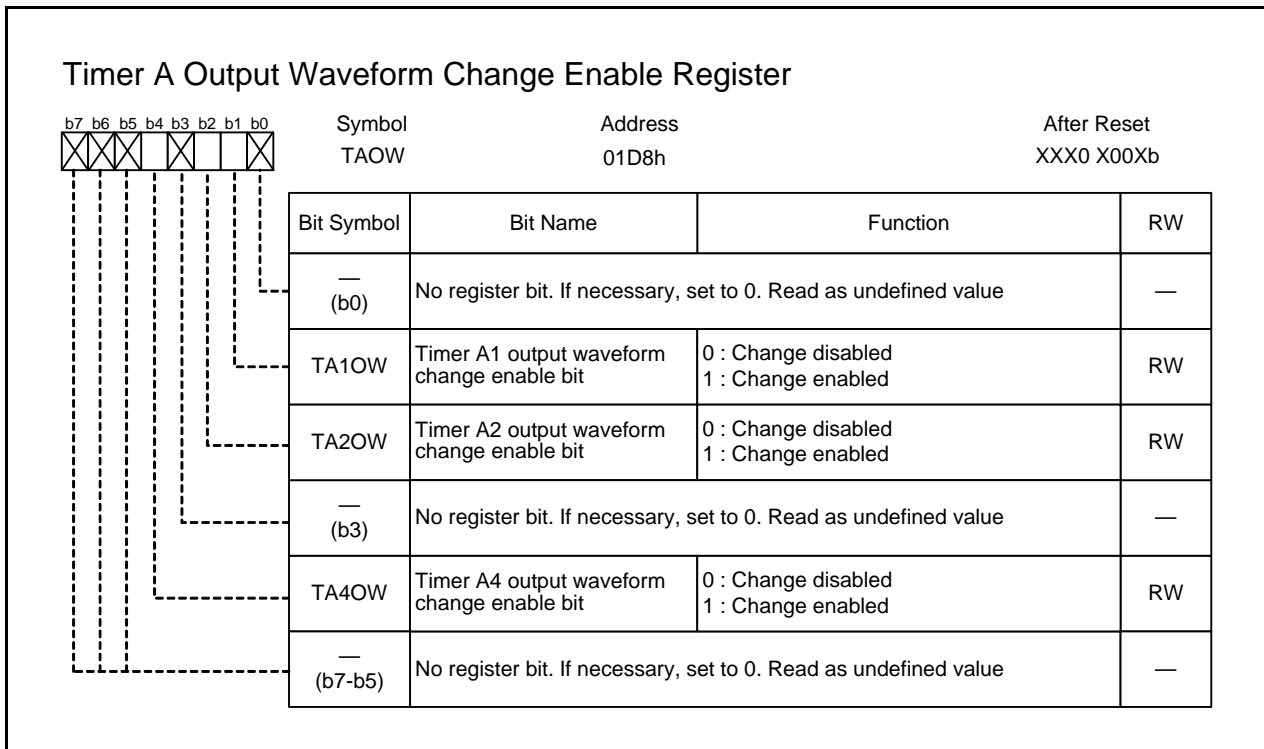 Timer A Output Waveform Change Enable Register
b7 b6 b5 b4 b3 b2 b1 b0
Symbol Address After Reset
TAOW 01D8h XXX0 X00Xb
Bit Symbol Bit Name Function RW
—
(b0)
No register bit. If necessary, set to 0. Read as undefined value
—
TA1OW
Timer A1 output waveform
change enable bit
0 : Change disabled
1 : Change enabled
RW
TA2OW
Timer A2 output waveform
change enable bit
0 : Change disabled
1 : Change enabled
RW
—
(b3)
No register bit. If necessary, set to 0. Read as undefined value
—
TA4OW
Timer A4 output waveform
change enable bit
0 : Change disabled
1 : Change enabled
RW
—
(b7-b5)
No register bit. If necessary, set to 0. Read as undefined value
—